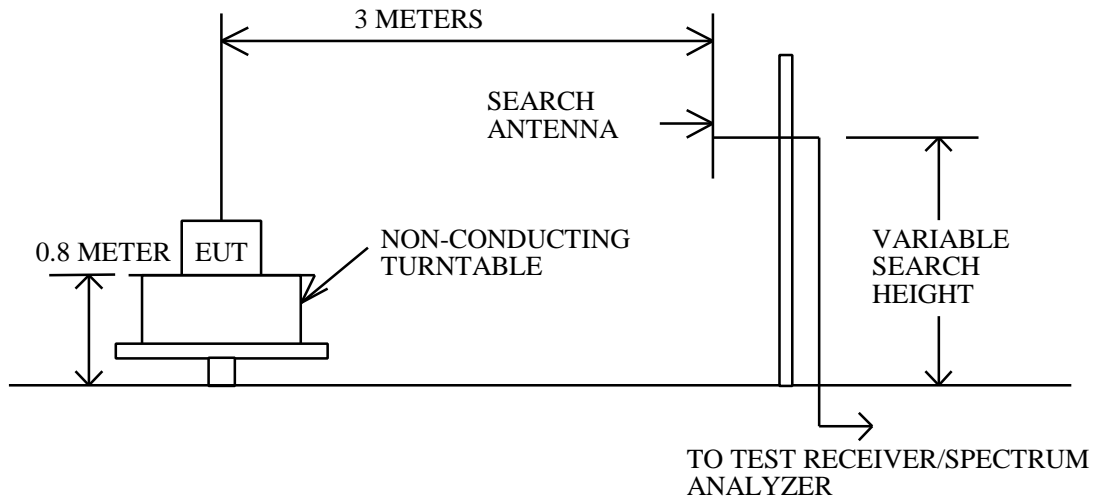 3 METERS
SEARCH
ANTENNA
0.8 METER
EUT
NON-CONDUCTING
TURNTABLE
VARIABLE
SEARCH
HEIGHT
TO TEST RECEIVER/SPECTRUM
ANALYZER